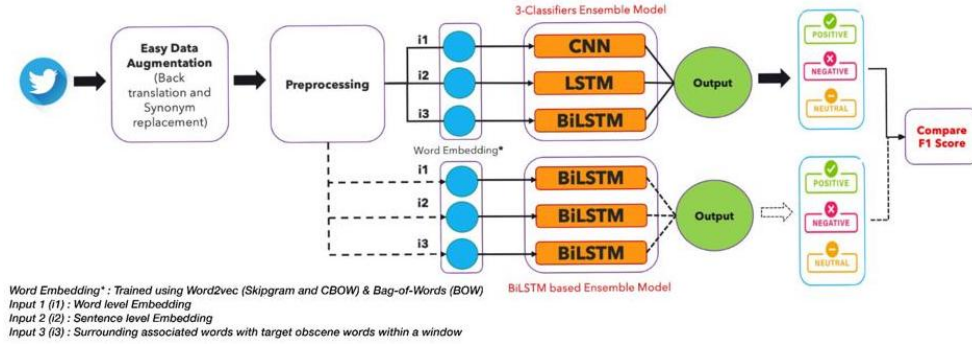 3-Classifiers Ensemble Model
Easy Data
Augmentation
(Back
translation and
Synonym
replacement)
Preprocessing
i1
i2
i3
CNN
LSTM
BiLSTM
Output
POSITIVE
NEGATIVE
NEUTRAL
Compare
F1 Score
Word Embedding*
i1
i2
i3
BiLSTM
BiLSTM
BiLSTM
Output
POSITIVE
NEGATIVE
NEUTRAL
BiLSTM based Ensemble Model
Word Embedding* : Trained using Word2vec (Skipgram and CBOW) & Bag-of-Words (BOW)
Input 1 (i1) : Word level Embedding
Input 2 (i2) : Sentence level Embedding
Input 3 (i3) : Surrounding associated words with target obscene words within a window